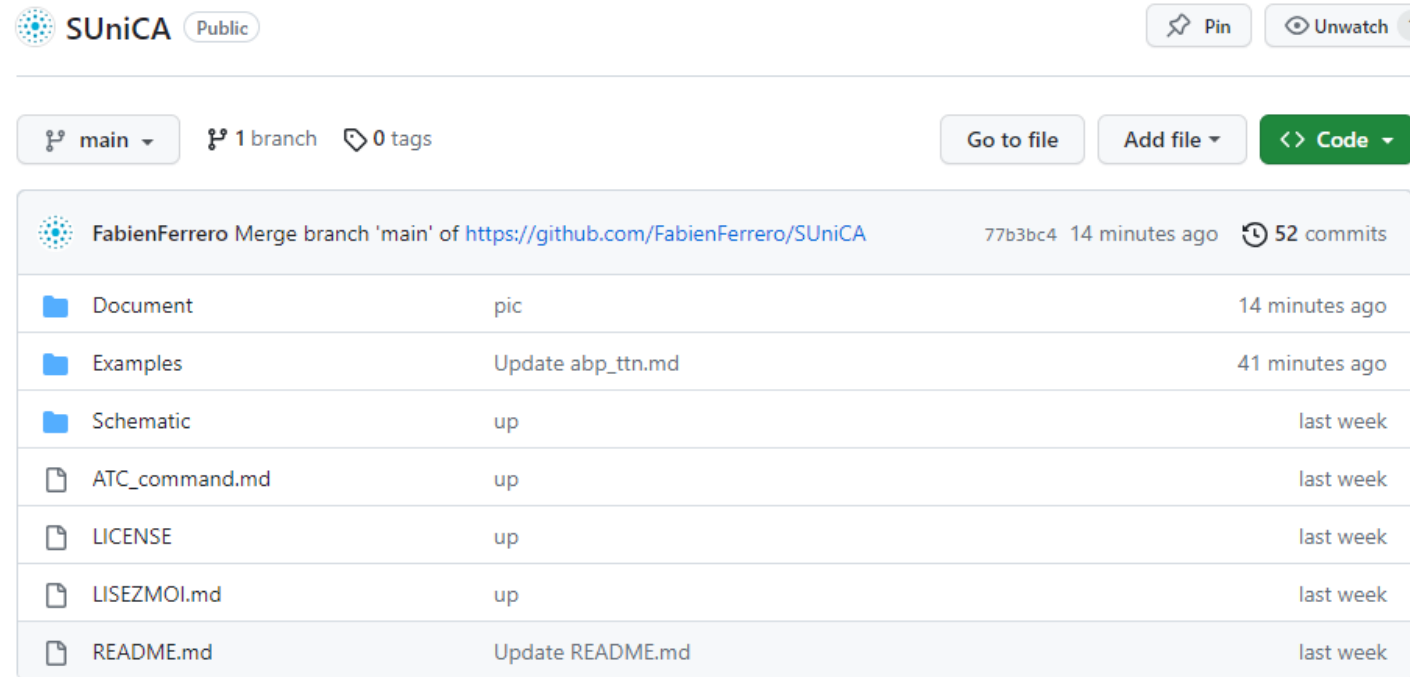 SUniCA Public Pin Unwatch
main 1 branch 0 tags Go to file Add file <> Code
FabienFerrero Merge branch 'main' of https://github.com/FabienFerrero/SUniCA 77b3bc4 14 minutes ago 52 commits
Document pic 14 minutes ago
Examples Update abp_ttn.md 41 minutes ago
Schematic up last week
ATC_command.md up last week
LICENSE up last week
LISEZMOI.md up last week
README.md Update README.md last week